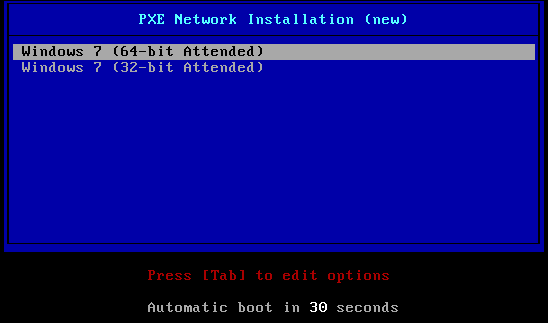 PXE Network Installation (new)
Windows 7 (64-bit Attended)
Windows 7 (32-bit Attended)
Press [Tab] to edit options
Automatic boot in 30 seconds